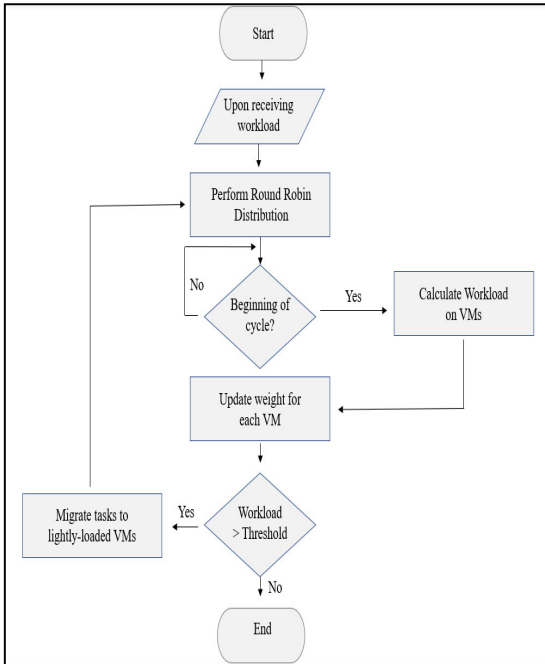 Start
Upon receiving
workload
Perform Round Robin
Distribution
No
Beginning of
cycle?
Yes
Calculate Workload
on VMs
Update weight for
each VM
Workload
> Threshold
Yes
Migrate tasks to
lightly-loaded VMs
No
End